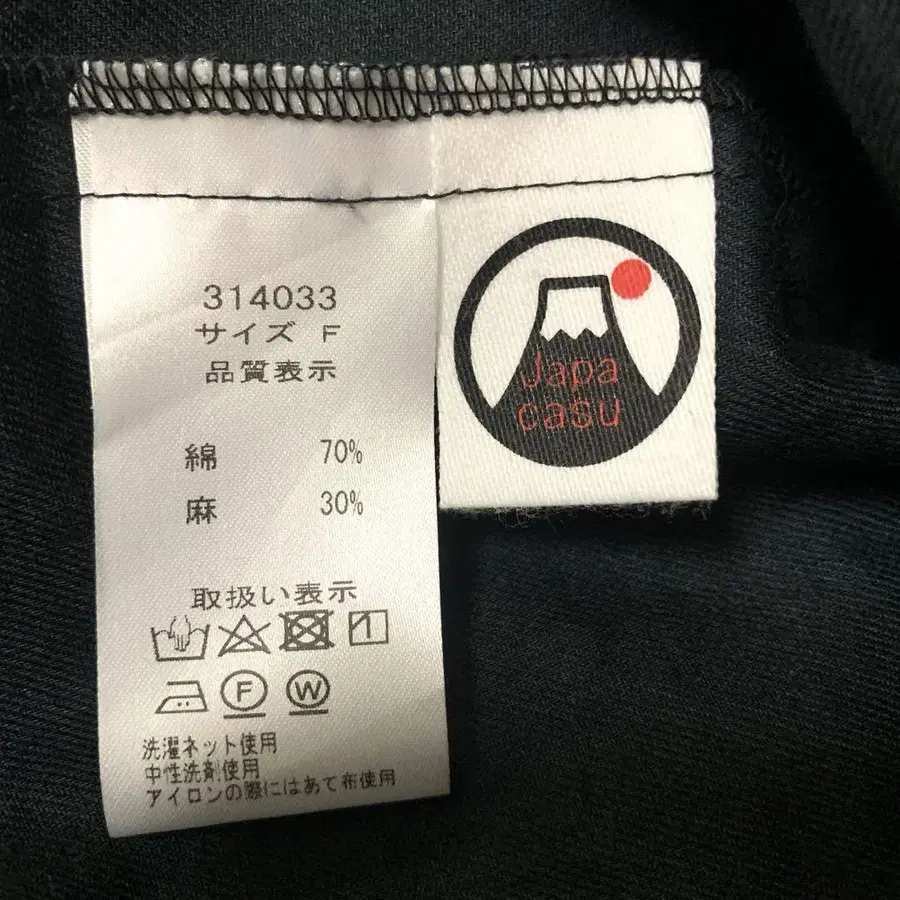 314033
サイズ F
品質表示
綿 70%
麻 30%
取扱い表示
F W
洗濯ネット使用
中性洗剤使用
アイロンの際にはあて布使用
Japa
casu